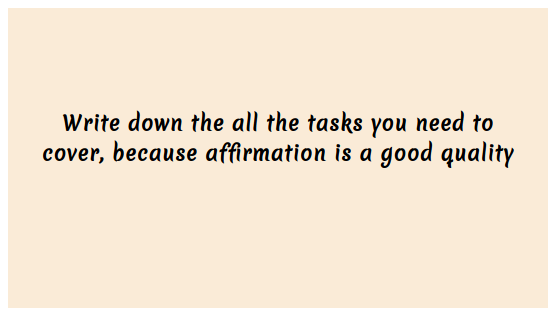 Write down the all the tasks you need to
cover, because affirmation is a good quality